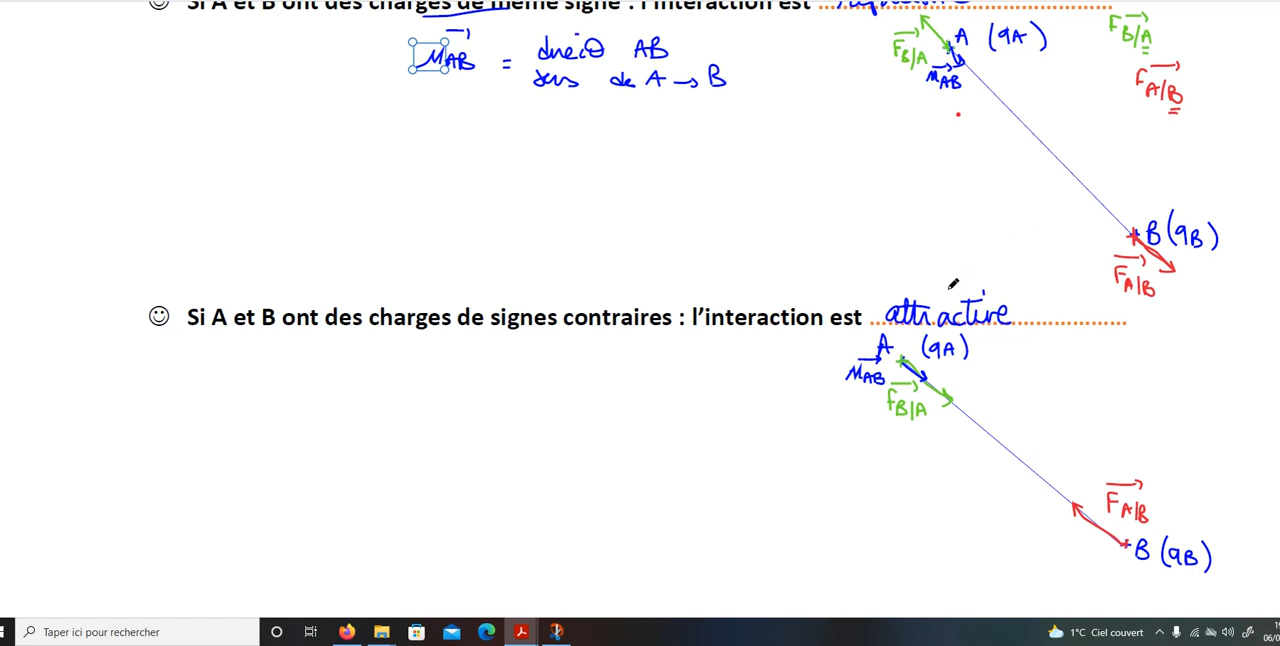 Si A et B ont des charges de même signe : l'interaction est
A (qA)
F B/A
F B/A
F A/B
u AB
u AB = AB
sens de A → B
B (qB)
F A/B
Si A et B ont des charges de signes contraires : l'interaction est attractive
A (qA)
u AB
F B/A
F A/B
B (qB)
Taper ici pour rechercher
1°C Ciel couvert